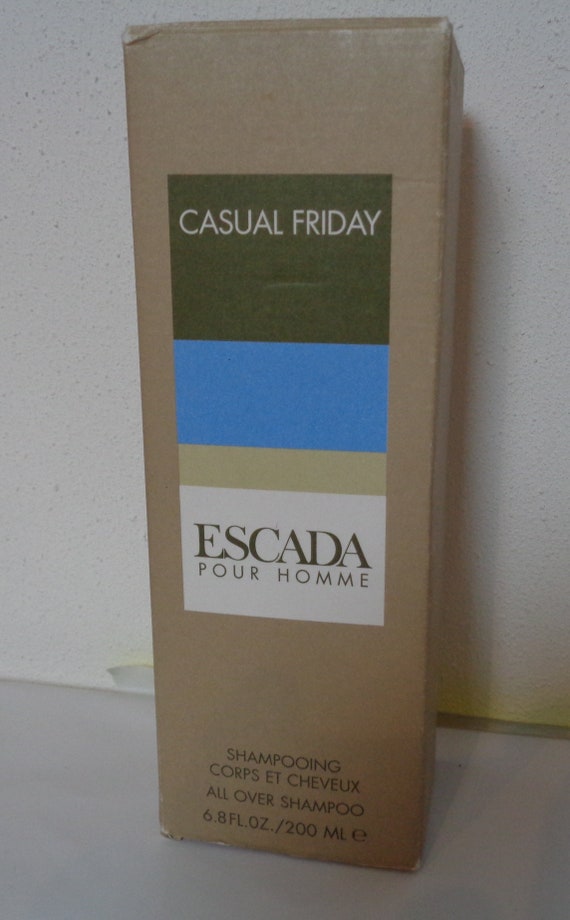 CASUAL FRIDAY
ESCADA
POUR HOMME
SHAMPOOING
CORPS ET CHEVEUX
ALL OVER SHAMPOO
6.8FL.OZ./200 ML ℮